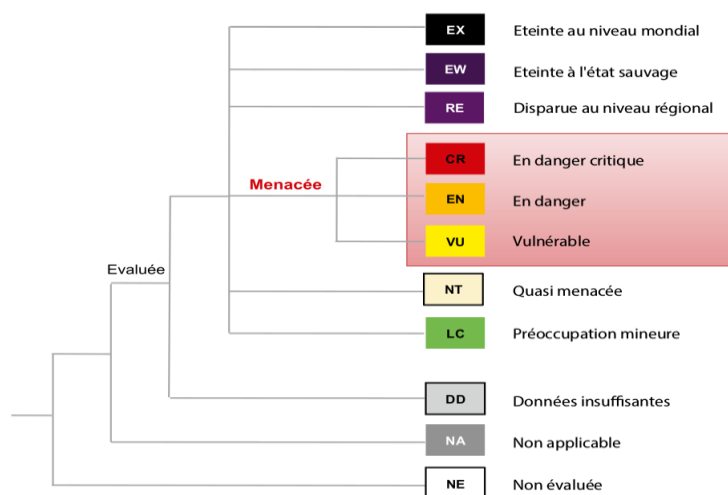 EX Eteinte au niveau mondial
EW Eteinte à l'état sauvage
RE Disparue au niveau régional
CR En danger critique
Menacée
EN En danger
VU Vulnérable
Evaluée
NT Quasi menacée
LC Préoccupation mineure
DD Données insuffisantes
NA Non applicable
NE Non évaluée